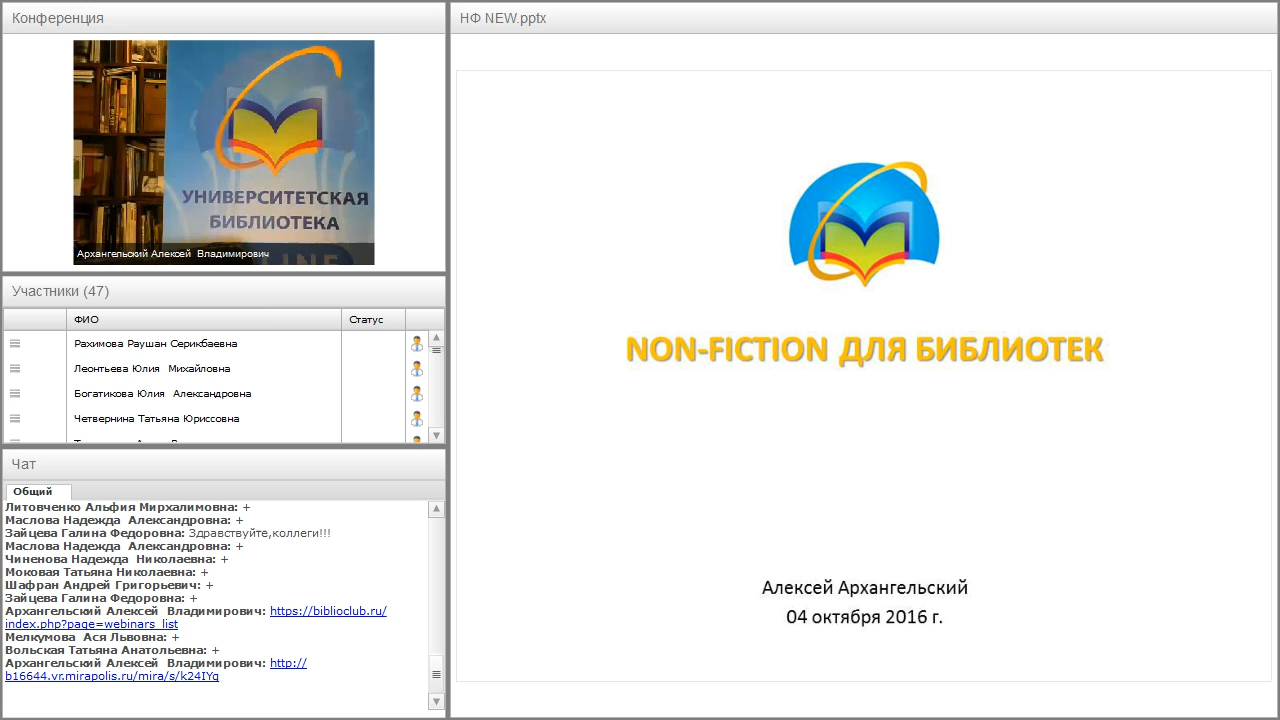 Конференция
УНИВЕРСИТЕТСКАЯ
БИБЛИОТЕКА
Архангельский Алексей Владимирович
Участники (47)
ФИО Статус
Рахимова Раушан Серикбаевна
Леонтьева Юлия Михайловна
Богатикова Юлия Александровна
Четвернина Татьяна Юриссовна
Чат
Общий
Литовченко Альфия Мирхалимовна: +
Маслова Надежда Александровна: +
Зайцева Галина Федоровна: Здравствуйте,коллеги!!!
Маслова Надежда Александровна: +
Чиненова Надежда Николаевна: +
Моковая Татьяна Николаевна: +
Шафран Андрей Григорьевич: +
Зайцева Галина Федоровна: +
Архангельский Алексей Владимирович: https://biblioclub.ru/
index.php?page=webinars_list
Мелкумова Ася Львовна: +
Вольская Татьяна Анатольевна: +
Архангельский Алексей Владимирович: http://
b16644.vr.mirapolis.ru/mira/s/k24IYq
НФ NEW.pptx
NON-FICTION ДЛЯ БИБЛИОТЕК
Алексей Архангельский
04 октября 2016 г.